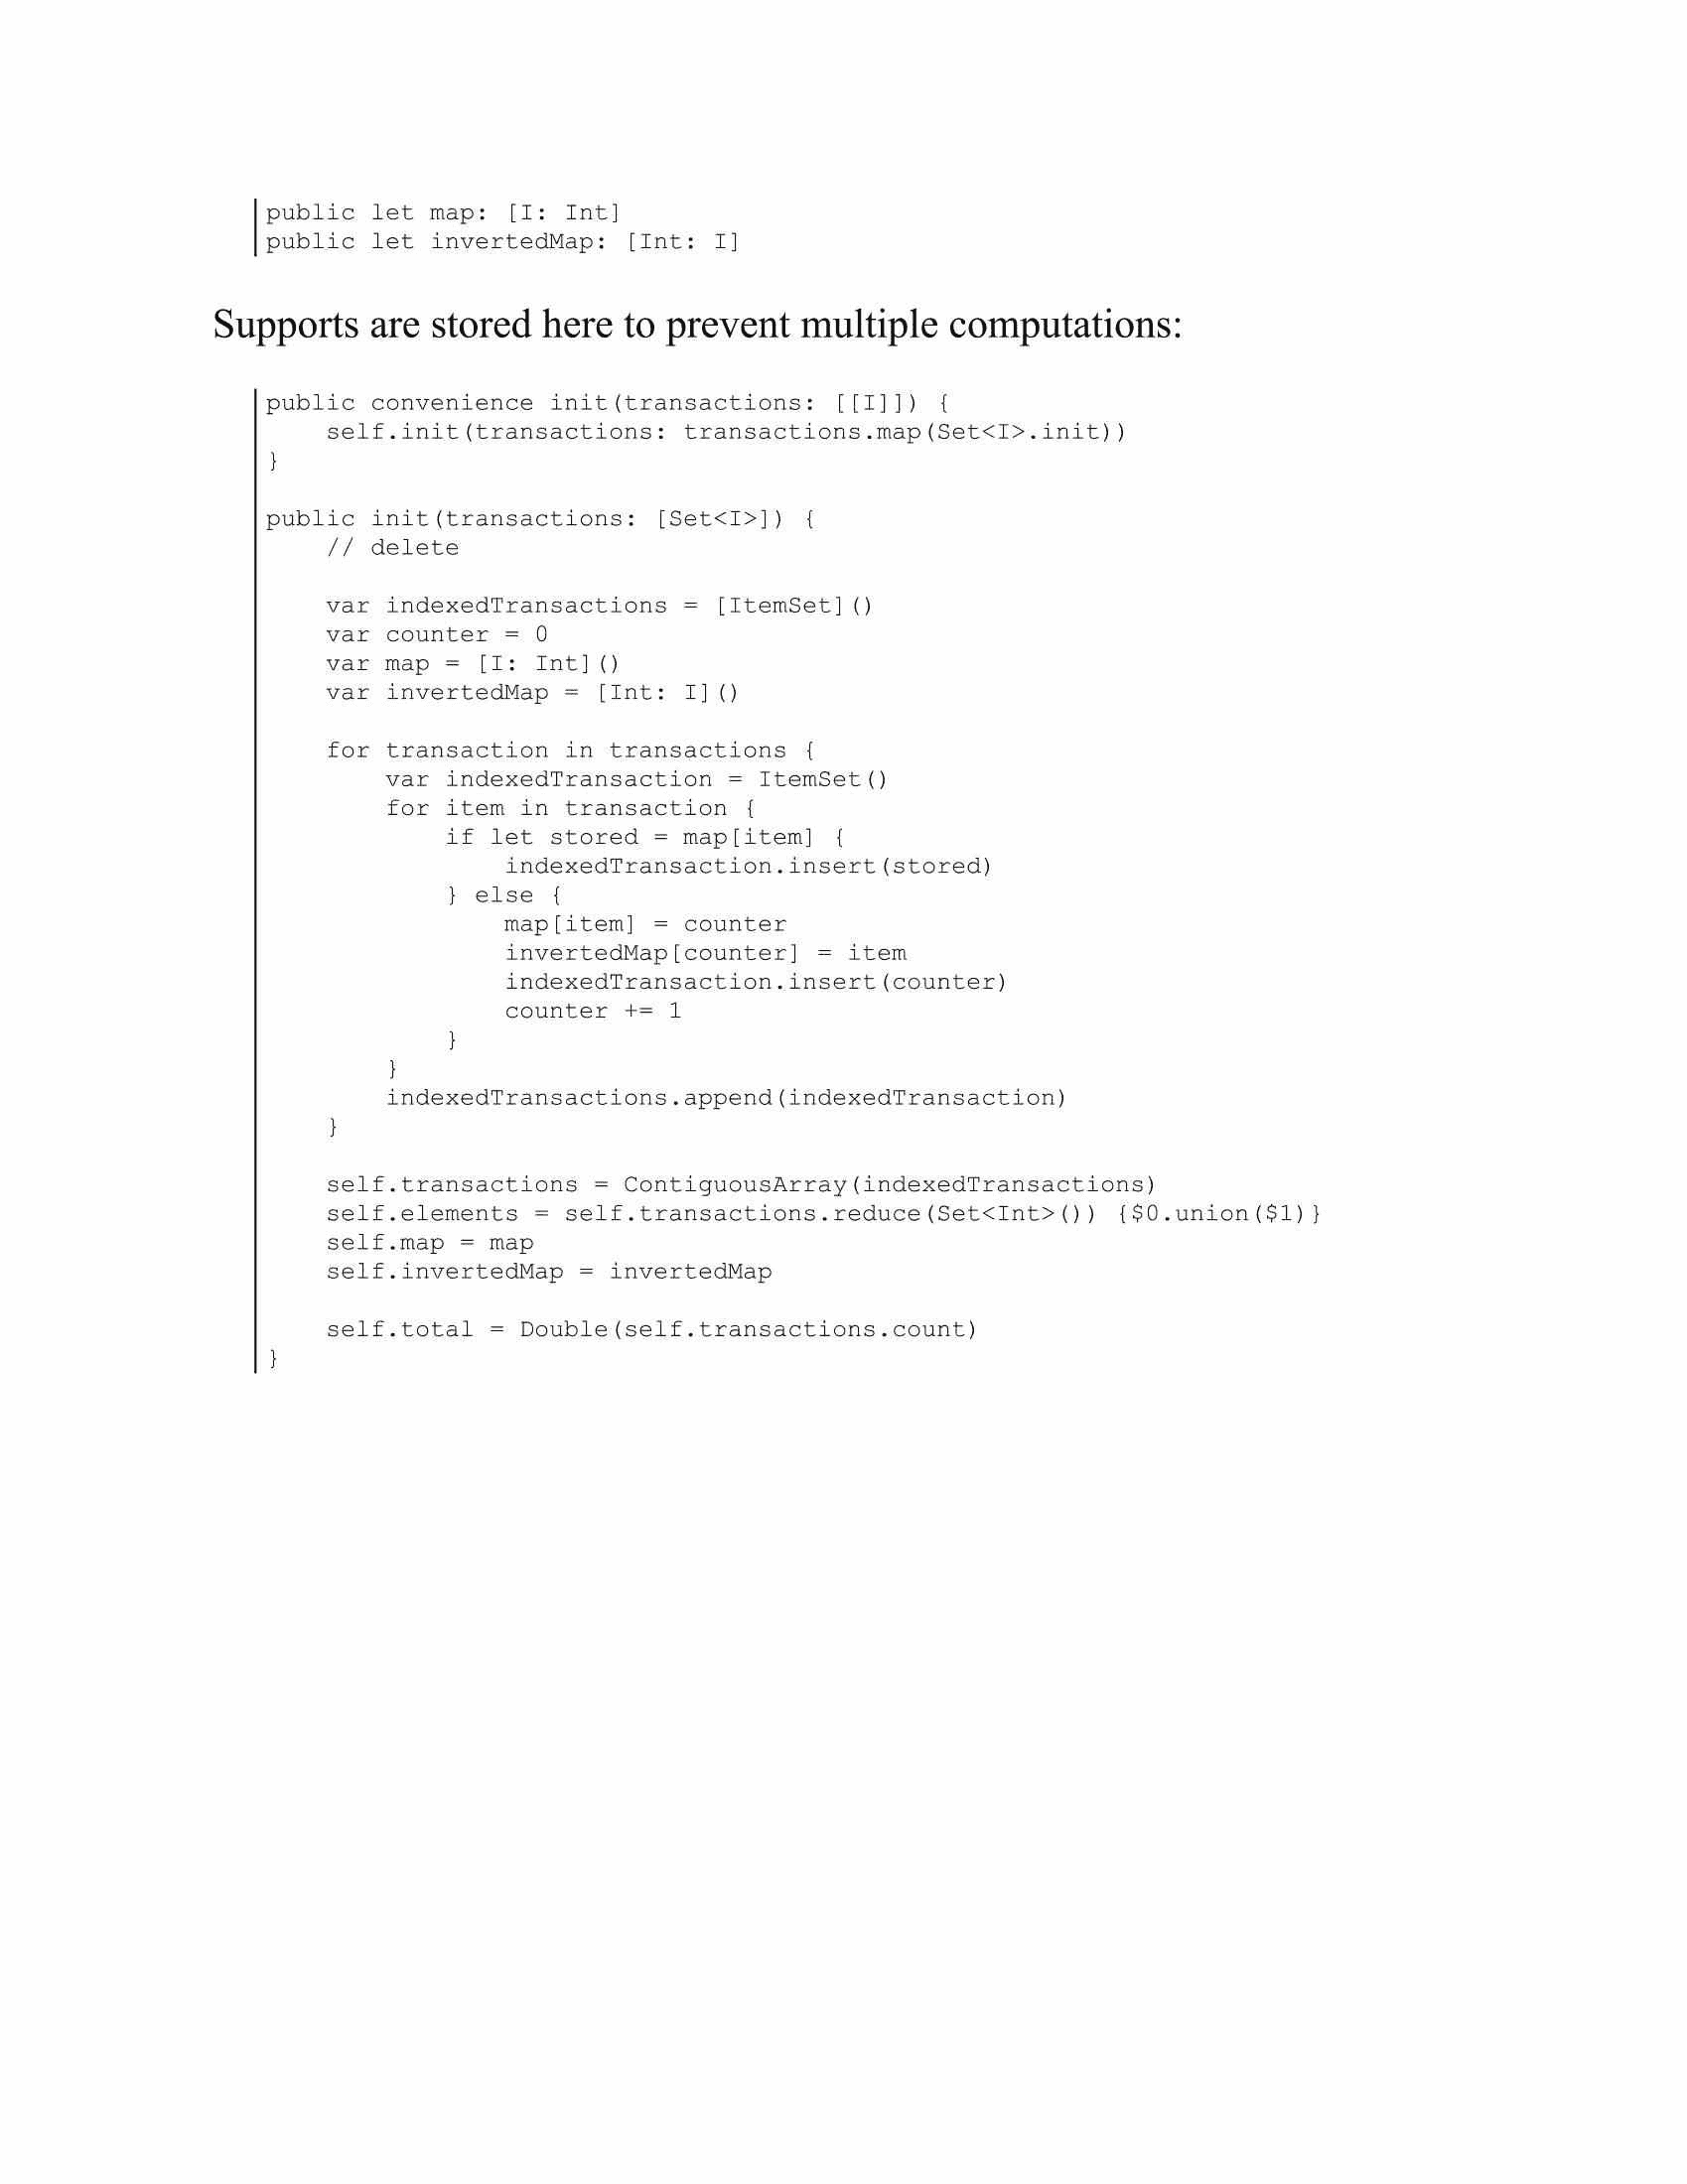 public let map: [I: Int]
public let invertedMap: [Int: I]
Supports are stored here to prevent multiple computations:
public convenience init(transactions: [[I]]) {
    self.init(transactions: transactions.map(Set<I>.init))
}
public init(transactions: [Set<I>]) {
    // delete
    var indexedTransactions = [ItemSet]()
    var counter = 0
    var map = [I: Int]()
    var invertedMap = [Int: I]()
    for transaction in transactions {
        var indexedTransaction = ItemSet()
        for item in transaction {
            if let stored = map[item] {
                indexedTransaction.insert(stored)
            } else {
                map[item] = counter
                invertedMap[counter] = item
                indexedTransaction.insert(counter)
                counter += 1
            }
        }
        indexedTransactions.append(indexedTransaction)
    }
    self.transactions = ContiguousArray(indexedTransactions)
    self.elements = self.transactions.reduce(Set<Int>()) {$0.union($1)}
    self.map = map
    self.invertedMap = invertedMap
    self.total = Double(self.transactions.count)
}